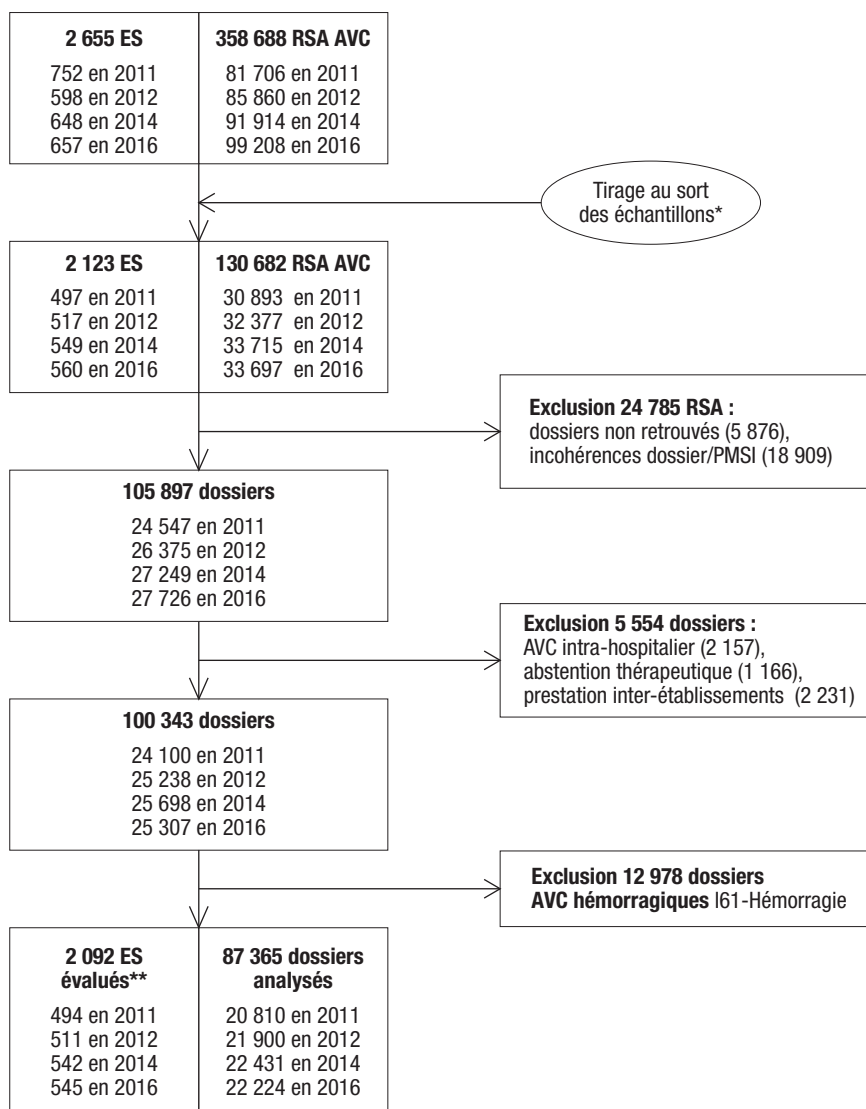 2 655 ES
752 en 2011
598 en 2012
648 en 2014
657 en 2016
358 688 RSA AVC
81 706 en 2011
85 860 en 2012
91 914 en 2014
99 208 en 2016
Tirage au sort
des échantillons*
2 123 ES
497 en 2011
517 en 2012
549 en 2014
560 en 2016
130 682 RSA AVC
30 893 en 2011
32 377 en 2012
33 715 en 2014
33 697 en 2016
Exclusion 24 785 RSA :
dossiers non retrouvés (5 876),
incohérences dossier/PMSI (18 909)
105 897 dossiers
24 547 en 2011
26 375 en 2012
27 249 en 2014
27 726 en 2016
Exclusion 5 554 dossiers :
AVC intra-hospitalier (2 157),
abstention thérapeutique (1 166),
prestation inter-établissements (2 231)
100 343 dossiers
24 100 en 2011
25 238 en 2012
25 698 en 2014
25 307 en 2016
Exclusion 12 978 dossiers
AVC hémorragiques I61-Hémorragie
2 092 ES
évalués**
494 en 2011
511 en 2012
542 en 2014
545 en 2016
87 365 dossiers
analysés
20 810 en 2011
21 900 en 2012
22 431 en 2014
22 224 en 2016